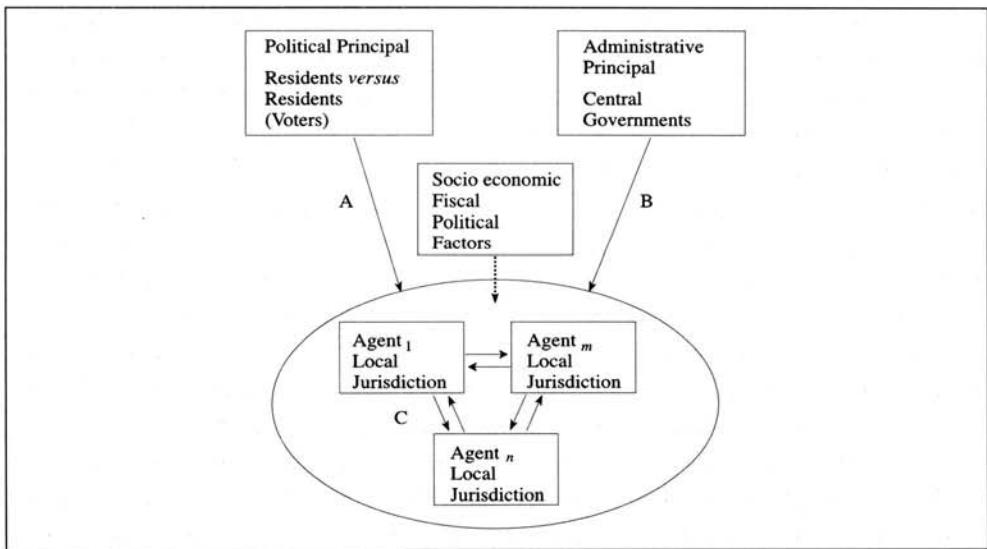 Political Principal
Residents versus
Residents
(Voters)
Administrative
Principal
Central
Governments
Socio economic
Fiscal
Political
Factors
A
B
Agent 1
Local
Jurisdiction
Agent m
Local
Jurisdiction
C
Agent n
Local
Jurisdiction